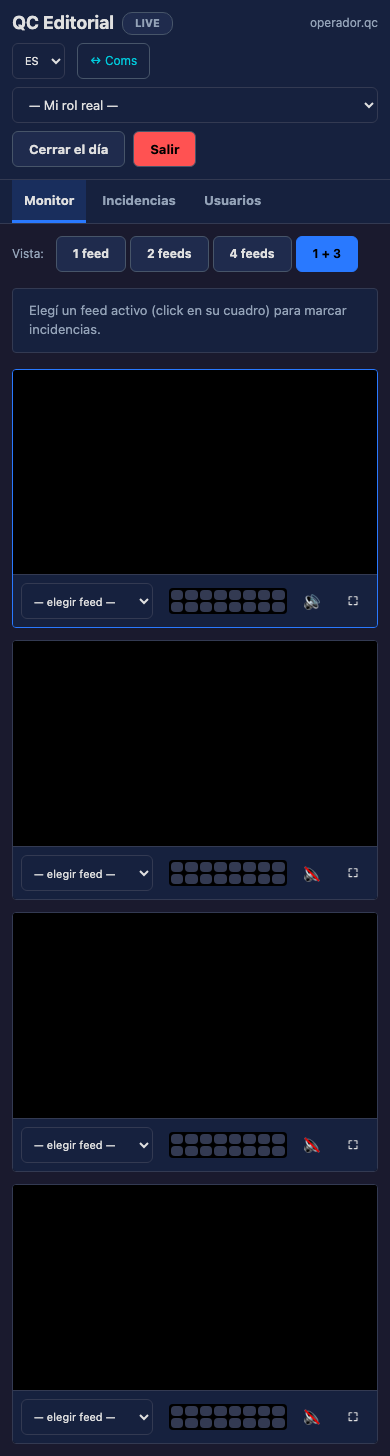 QC Editorial LIVE operador.qc
ES ↔ Coms
— Mi rol real —
Cerrar el día Salir
Monitor Incidencias Usuarios
Vista: 1 feed 2 feeds 4 feeds 1 + 3
Elegí un feed activo (click en su cuadro) para marcar
incidencias.
— elegir feed —
— elegir feed —
— elegir feed —
— elegir feed —